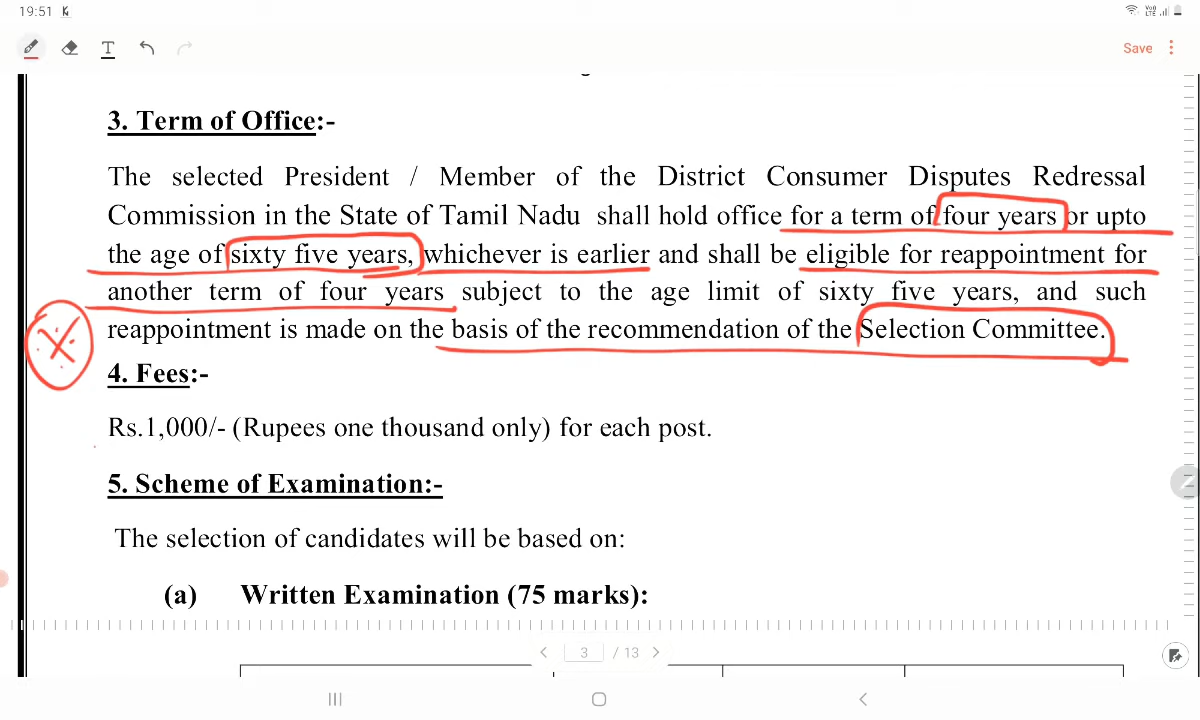 19:51
Vo))
LTE
T
Save
3. Term of Office:-
The selected President / Member of the District Consumer Disputes Redressal
Commission in the State of Tamil Nadu shall hold office for a term of four years or upto
the age of sixty five years, whichever is earlier and shall be eligible for reappointment for
another term of four years subject to the age limit of sixty five years, and such
reappointment is made on the basis of the recommendation of the Selection Committee.
4. Fees:-
Rs.1,000/- (Rupees one thousand only) for each post.
5. Scheme of Examination:-
The selection of candidates will be based on:
(a) Written Examination (75 marks):
3 / 13